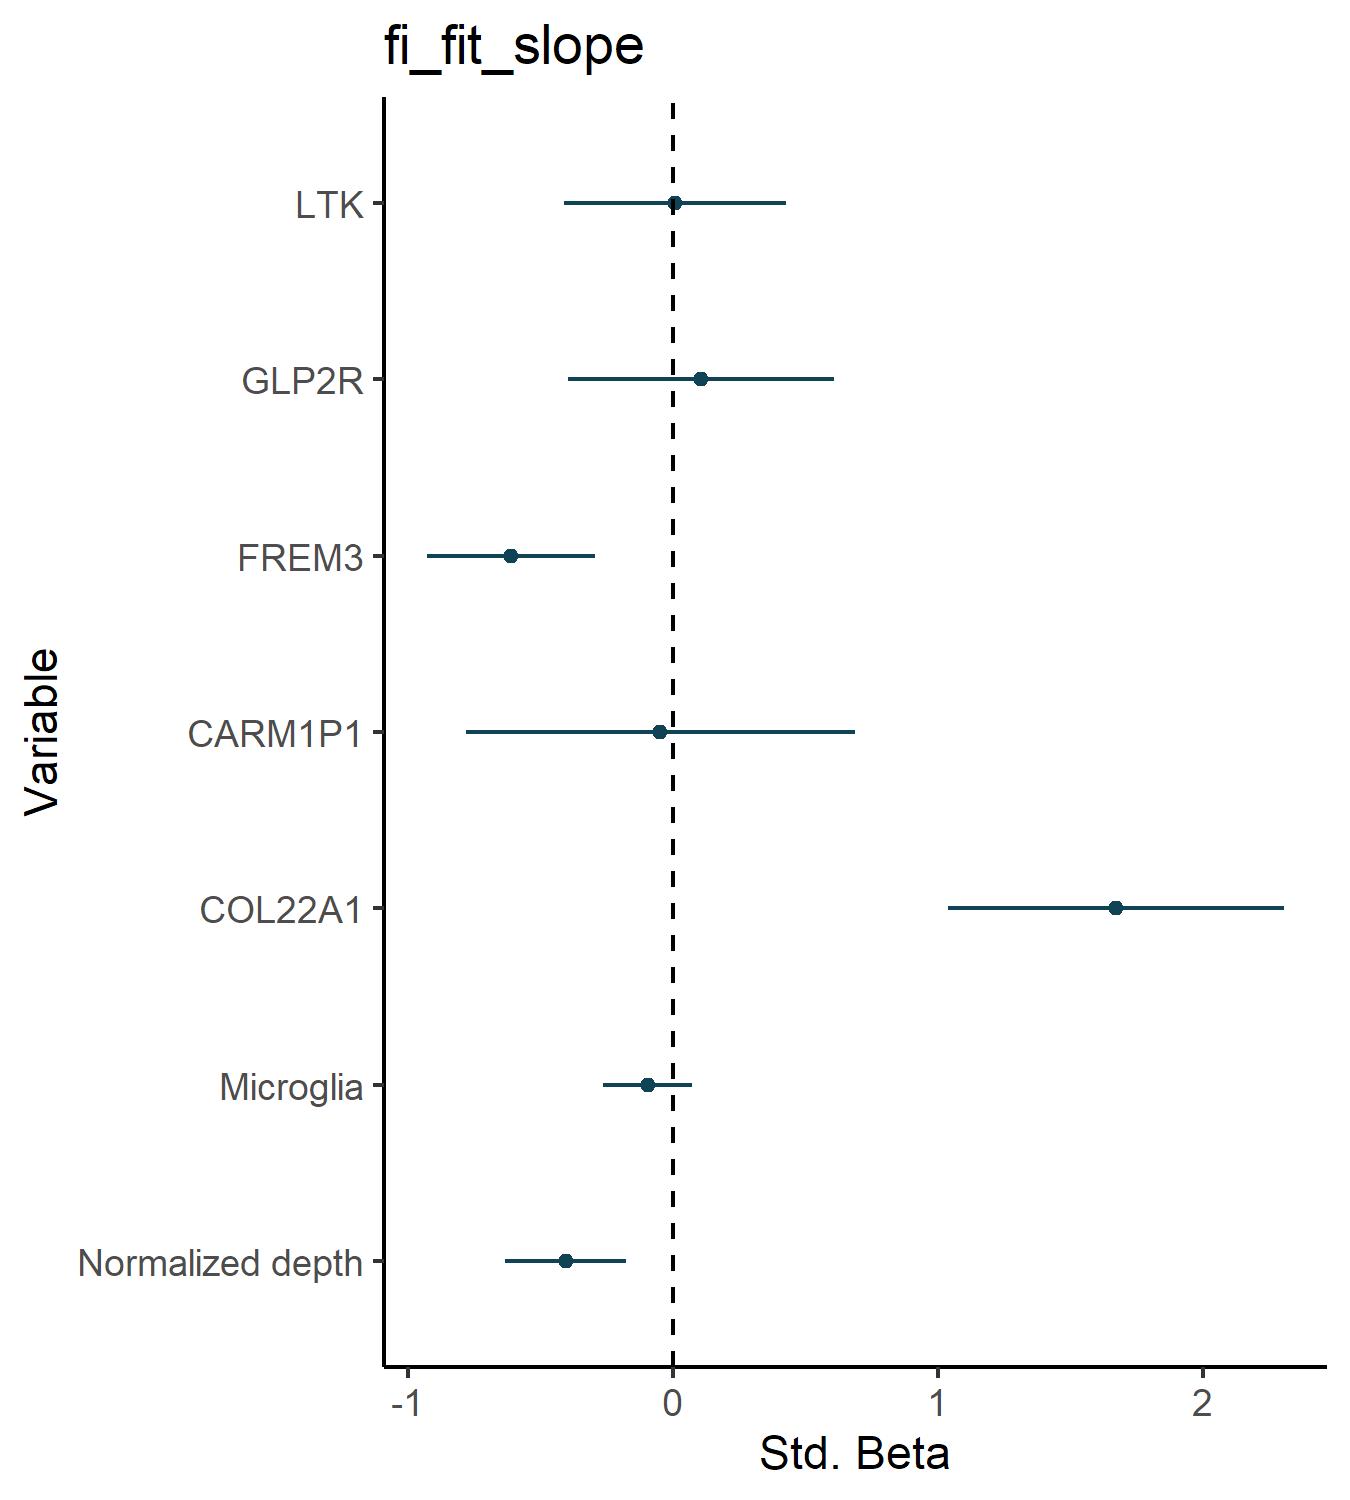 fi_fit_slope
LTK
GLP2R
FREM3
CARM1P1
COL22A1
Microglia
Normalized depth
Variable
-1 0 1 2
Std. Beta